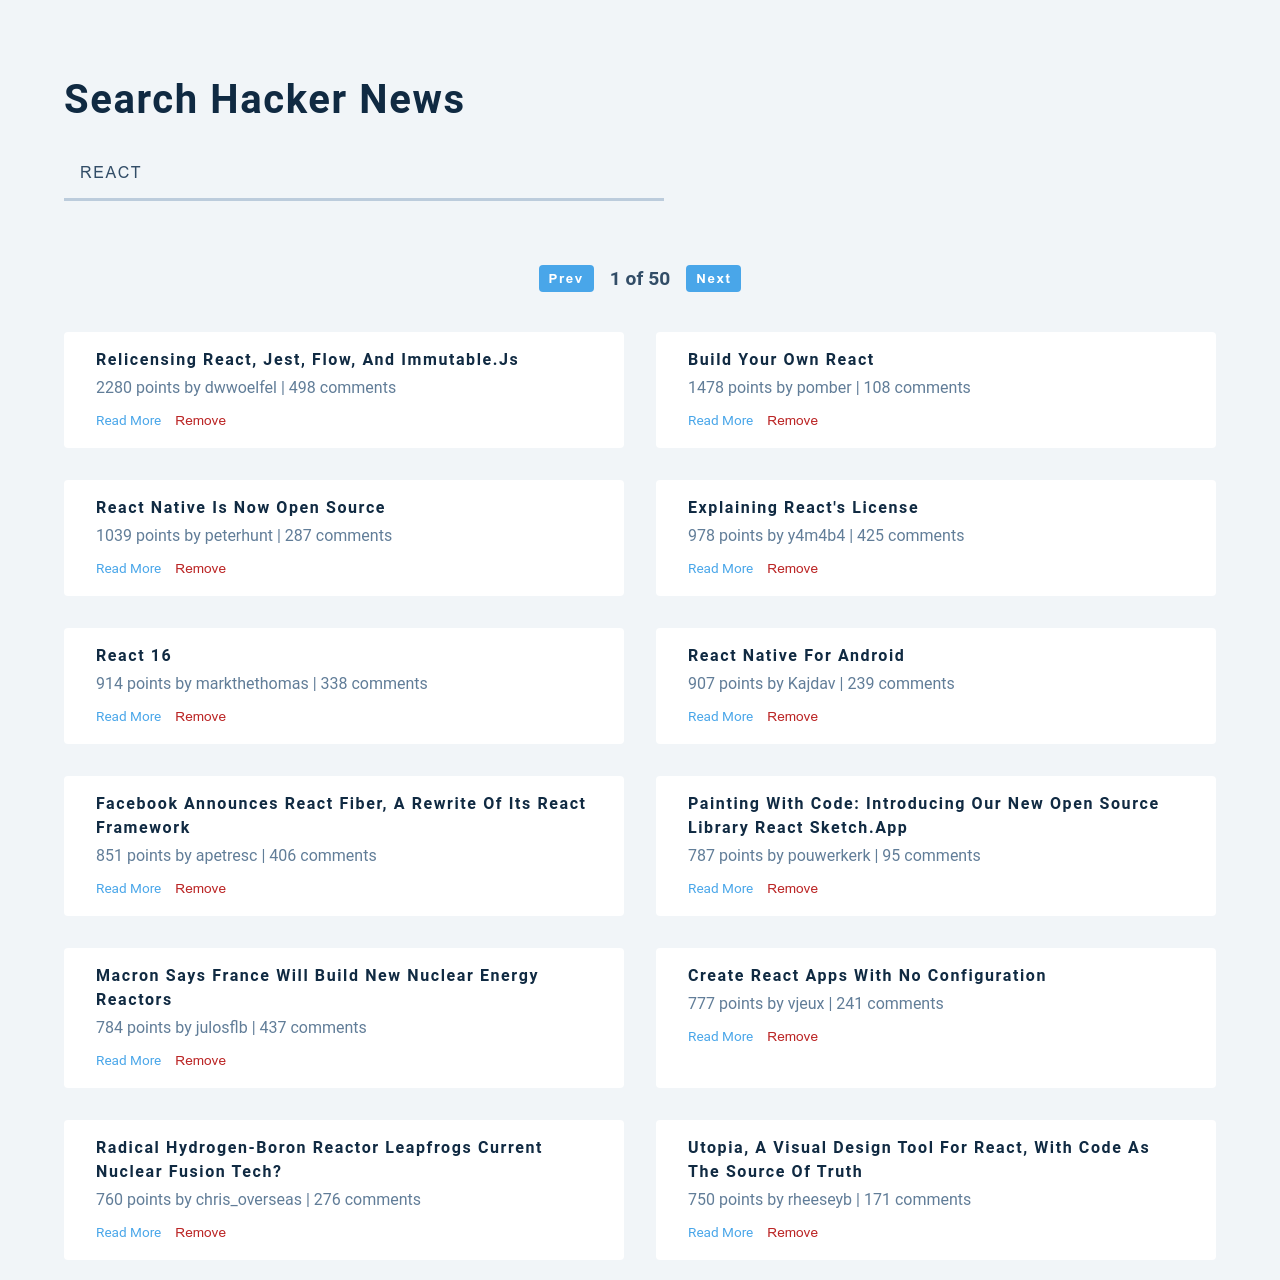 Search Hacker News
REACT
Prev 1 of 50 Next
Relicensing React, Jest, Flow, And Immutable.Js
2280 points by dwwoelfel | 498 comments
Read More Remove
Build Your Own React
1478 points by pomber | 108 comments
Read More Remove
React Native Is Now Open Source
1039 points by peterhunt | 287 comments
Read More Remove
Explaining React's License
978 points by y4m4b4 | 425 comments
Read More Remove
React 16
914 points by markthethomas | 338 comments
Read More Remove
React Native For Android
907 points by Kajdav | 239 comments
Read More Remove
Facebook Announces React Fiber, A Rewrite Of Its React
Framework
851 points by apetresc | 406 comments
Read More Remove
Painting With Code: Introducing Our New Open Source
Library React Sketch.App
787 points by pouwerkerk | 95 comments
Read More Remove
Macron Says France Will Build New Nuclear Energy
Reactors
784 points by julosflb | 437 comments
Read More Remove
Create React Apps With No Configuration
777 points by vjeux | 241 comments
Read More Remove
Radical Hydrogen-Boron Reactor Leapfrogs Current
Nuclear Fusion Tech?
760 points by chris_overseas | 276 comments
Read More Remove
Utopia, A Visual Design Tool For React, With Code As
The Source Of Truth
750 points by rheeseyb | 171 comments
Read More Remove